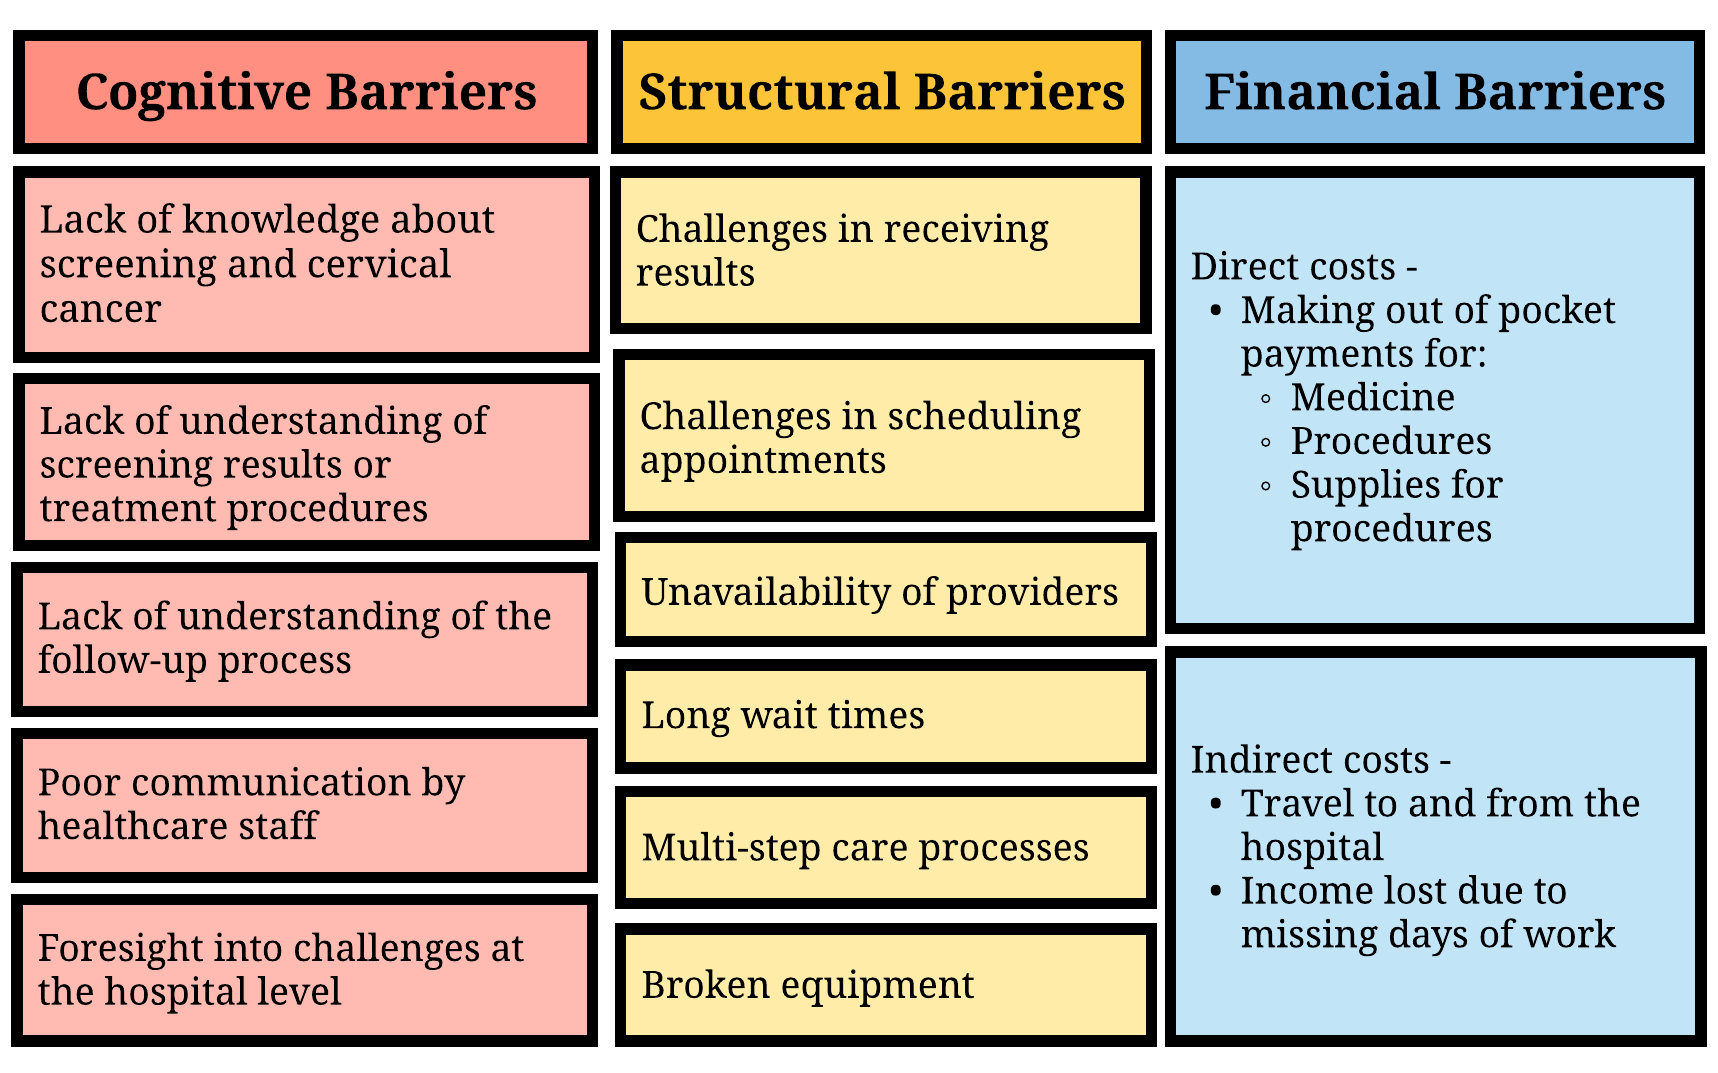 Cognitive Barriers
Lack of knowledge about
screening and cervical
cancer
Lack of understanding of
screening results or
treatment procedures
Lack of understanding of the
follow-up process
Poor communication by
healthcare staff
Foresight into challenges at
the hospital level
Structural Barriers
Challenges in receiving
results
Challenges in scheduling
appointments
Unavailability of providers
Long wait times
Multi-step care processes
Broken equipment
Financial Barriers
Direct costs -
• Making out of pocket
payments for:
◦ Medicine
◦ Procedures
◦ Supplies for
procedures
Indirect costs -
• Travel to and from the
hospital
• Income lost due to
missing days of work